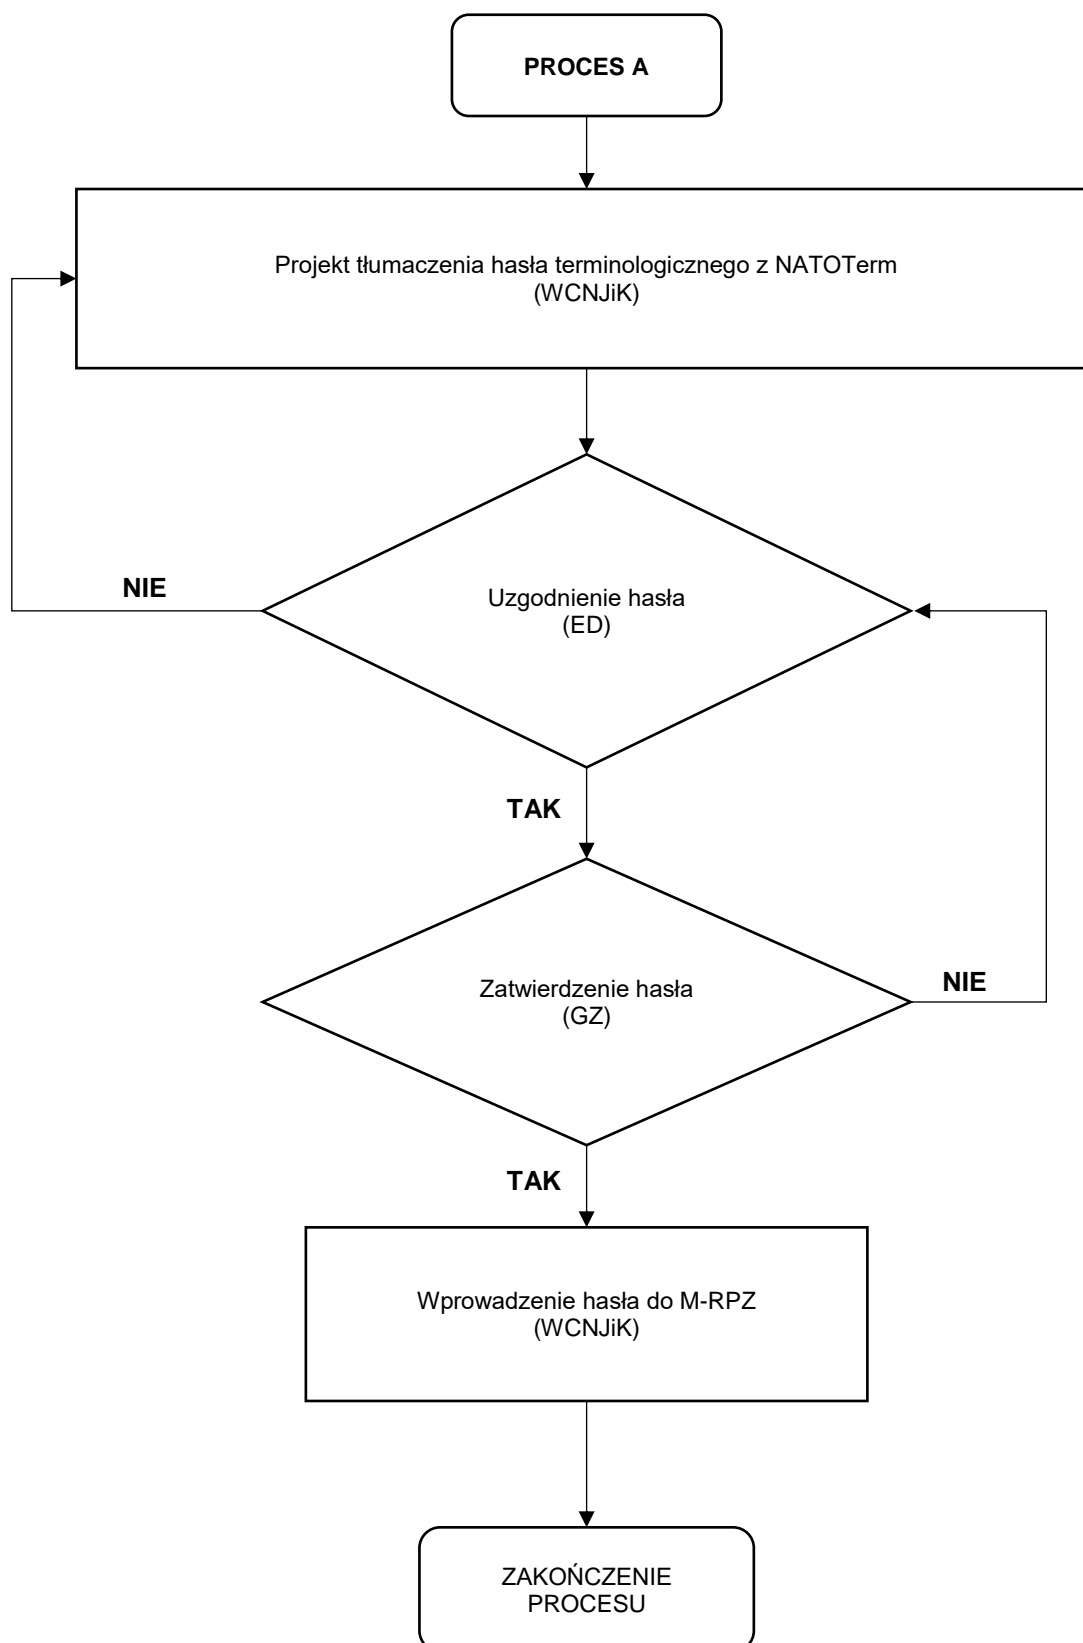 PROCES A
Projekt tłumaczenia hasła terminologicznego z NATOTerm
(WCNJiK)
NIE
Uzgodnienie hasła
(ED)
TAK
Zatwierdzenie hasła
(GZ)
NIE
TAK
Wprowadzenie hasła do M-RPZ
(WCNJiK)
ZAKOŃCZENIE
PROCESU